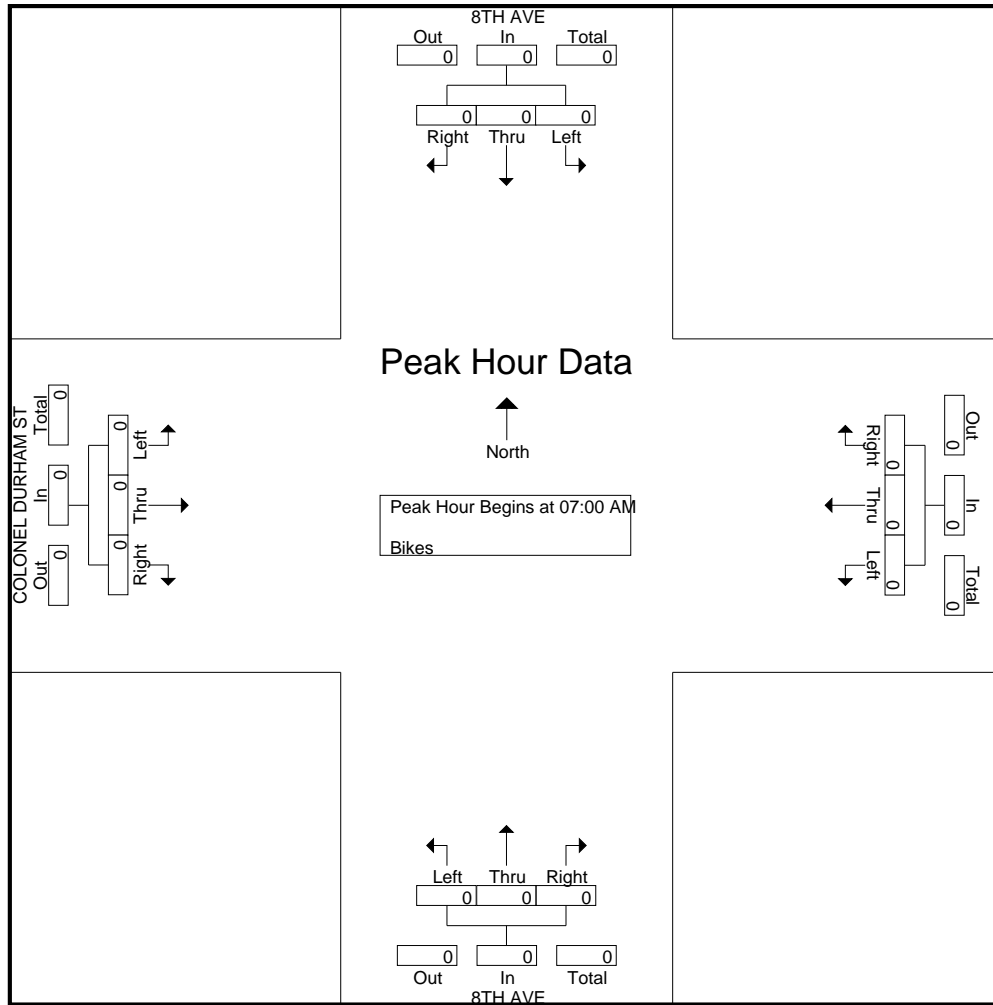 8TH AVE
Out In Total
0 0 0
0 0 0
Right Thru Left
Peak Hour Data
North
Peak Hour Begins at 07:00 AM
Bikes
COLONEL DURHAM ST
Out In Total
0 0 0
0 0 0
Right Thru Left
Out In Total
0 0 0
0 0 0
Right Thru Left
Left Thru Right
0 0 0
0 0 0
Out In Total
8TH AVE